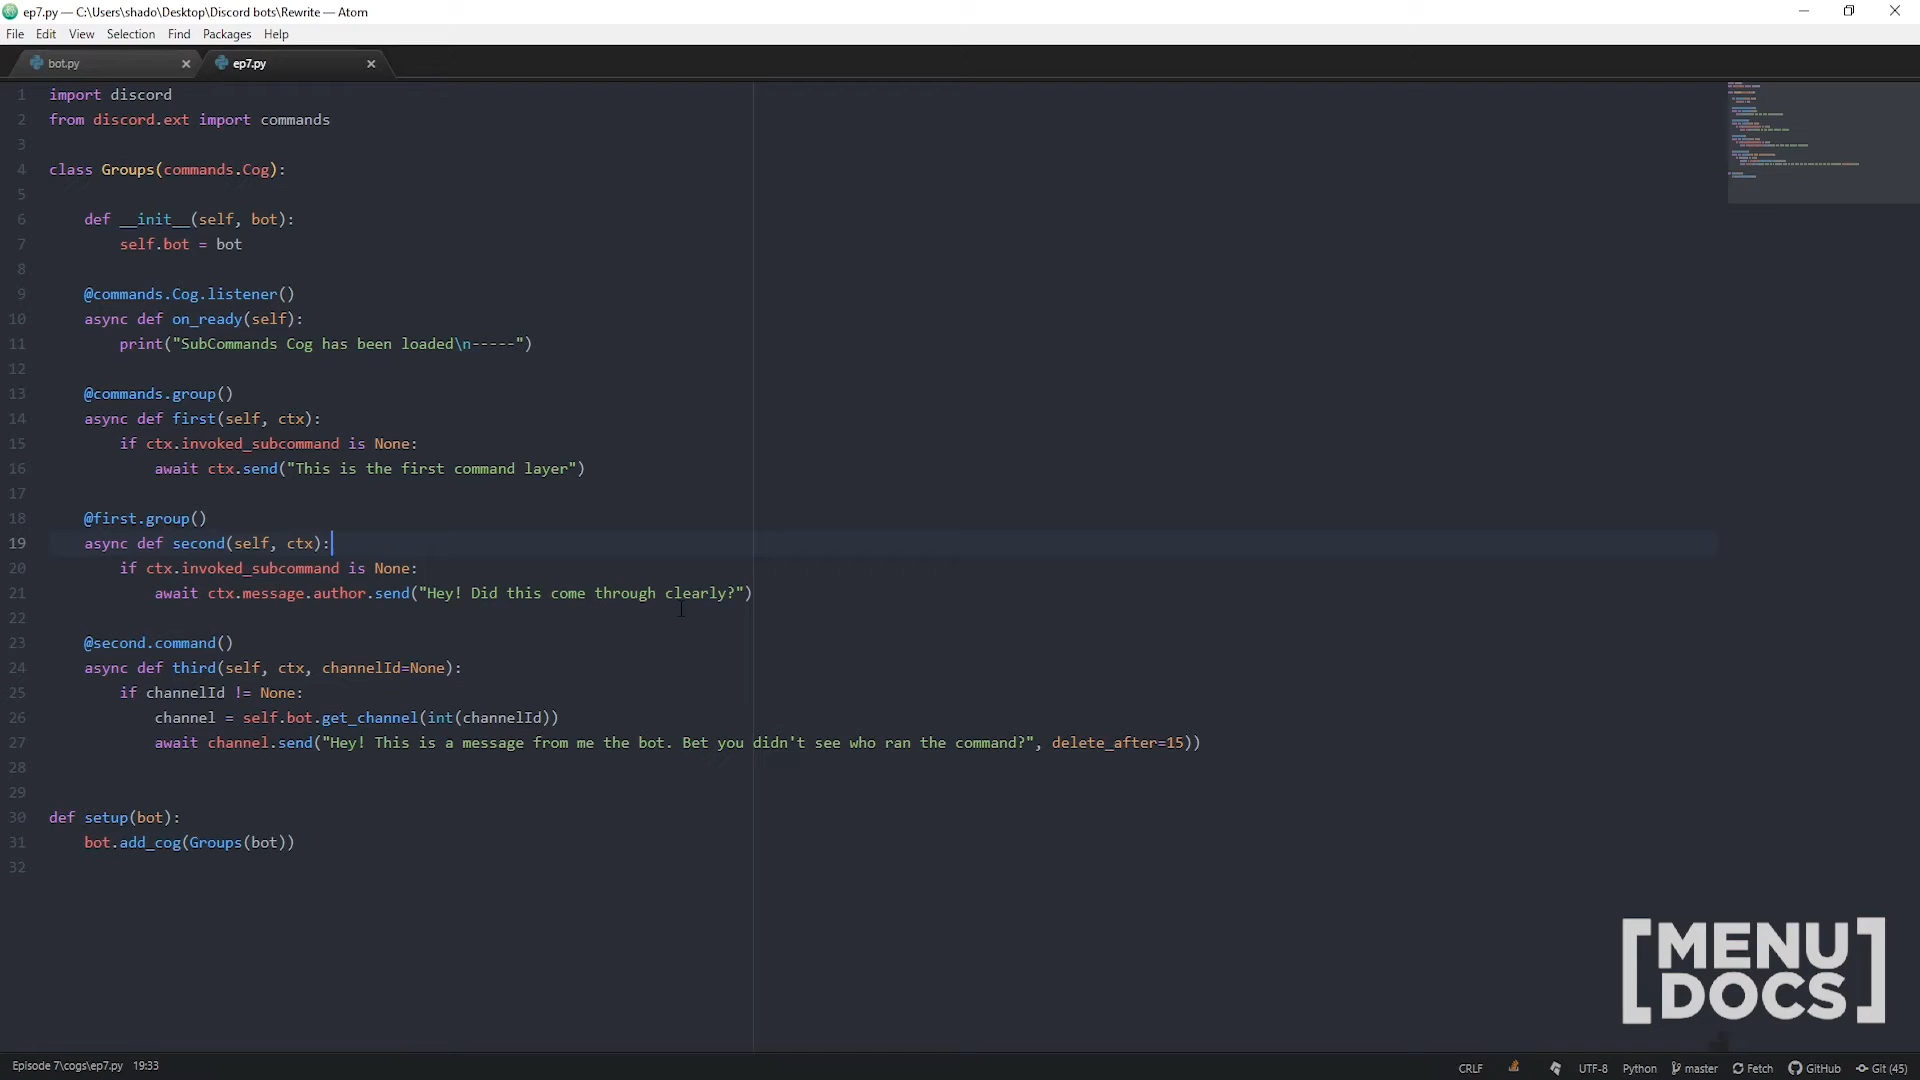 ep7.py — C:\Users\shado\Desktop\Discord bots\Rewrite — Atom
File Edit View Selection Find Packages Help
bot.py ep7.py
1 import discord
2 from discord.ext import commands
3
4 class Groups(commands.Cog):
5
6     def __init__(self, bot):
7         self.bot = bot
8
9     @commands.Cog.listener()
10     async def on_ready(self):
11         print("SubCommands Cog has been loaded\n-----")
12
13     @commands.group()
14     async def first(self, ctx):
15         if ctx.invoked_subcommand is None:
16             await ctx.send("This is the first command layer")
17
18     @first.group()
19     async def second(self, ctx):
20         if ctx.invoked_subcommand is None:
21             await ctx.message.author.send("Hey! Did this come through clearly?")
22
23     @second.command()
24     async def third(self, ctx, channelId=None):
25         if channelId != None:
26             channel = self.bot.get_channel(int(channelId))
27             await channel.send("Hey! This is a message from me the bot. Bet you didn't see who ran the command?", delete_after=15))
28
29
30 def setup(bot):
31     bot.add_cog(Groups(bot))
32
[MENU
DOCS]
Episode 7\cogs\ep7.py 19:33 CRLF UTF-8 Python master Fetch GitHub Git (45)